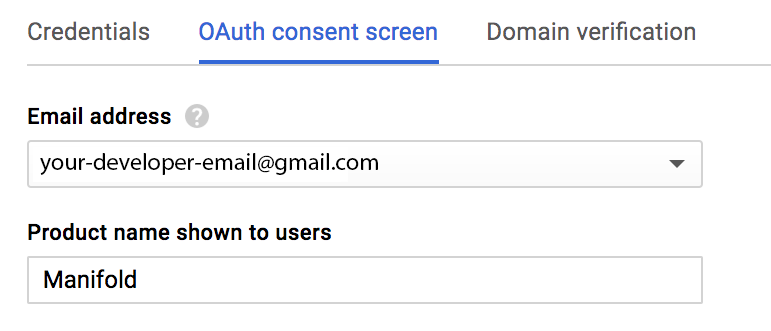 Credentials OAuth consent screen Domain verification
Email address ?
your-developer-email@gmail.com
Product name shown to users
Manifold